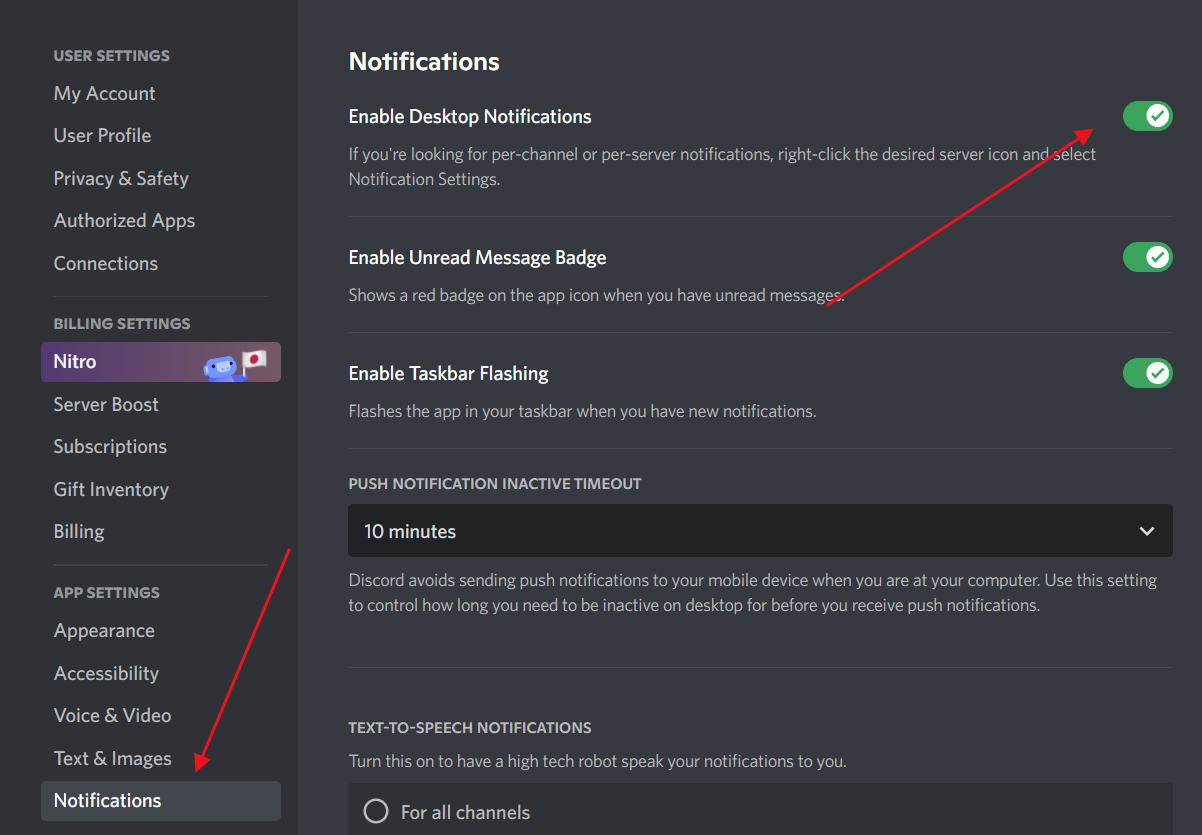 USER SETTINGS
My Account
User Profile
Privacy & Safety
Authorized Apps
Connections
BILLING SETTINGS
Nitro
Server Boost
Subscriptions
Gift Inventory
Billing
APP SETTINGS
Appearance
Accessibility
Voice & Video
Text & Images
Notifications
Notifications
Enable Desktop Notifications
If you're looking for per-channel or per-server notifications, right-click the desired server icon and select
Notification Settings.
Enable Unread Message Badge
Shows a red badge on the app icon when you have unread messages.
Enable Taskbar Flashing
Flashes the app in your taskbar when you have new notifications.
PUSH NOTIFICATION INACTIVE TIMEOUT
10 minutes
Discord avoids sending push notifications to your mobile device when you are at your computer. Use this setting
to control how long you need to be inactive on desktop for before you receive push notifications.
TEXT-TO-SPEECH NOTIFICATIONS
Turn this on to have a high tech robot speak your notifications to you.
For all channels